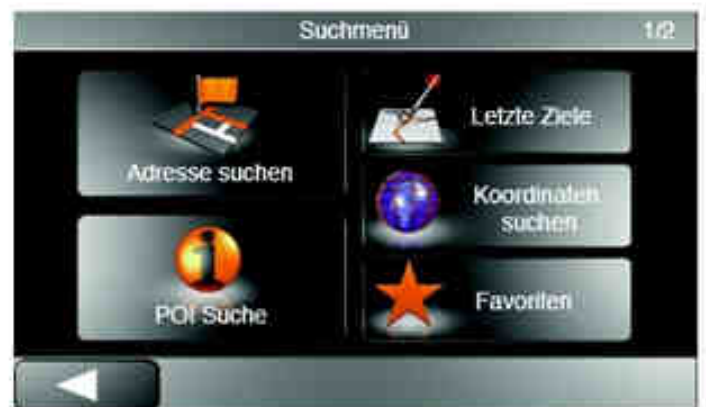 Suchmenü 1/2
Adresse suchen
POI Suche
Letzte Ziele
Koordinaten
suchen
Favoriten